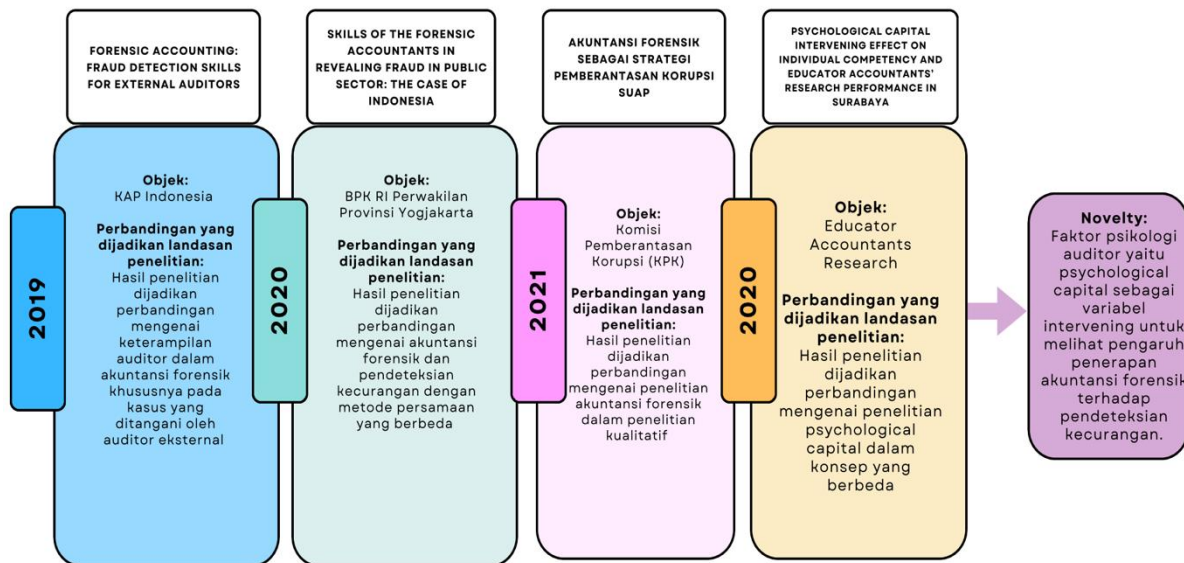 FORENSIC ACCOUNTING:
FRAUD DETECTION SKILLS
FOR EXTERNAL AUDITORS
2019
Objek:
KAP Indonesia
Perbandingan yang
dijadikan landasan
penelitian:
Hasil penelitian
dijadikan
perbandingan
mengenai
keterampilan
auditor dalam
akuntansi forensik
khususnya pada
kasus yang
ditangani oleh
auditor eksternal
SKILLS OF THE FORENSIC
ACCOUNTANTS IN
REVEALING FRAUD IN PUBLIC
SECTOR: THE CASE OF
INDONESIA
2020
Objek:
BPK RI Perwakilan
Provinsi Yogjakarta
Perbandingan yang
dijadikan landasan
penelitian:
Hasil penelitian
dijadikan
perbandingan
mengenai akuntansi
forensik dan
pendeteksian
kecurangan dengan
metode persamaan
yang berbeda
AKUNTANSI FORENSIK
SEBAGAI STRATEGI
PEMBERANTASAN KORUPSI
SUAP
2021
Objek:
Komisi
Pemberantasan
Korupsi (KPK)
Perbandingan yang
dijadikan landasan
penelitian:
Hasil penelitian
dijadikan
perbandingan
mengenai penelitian
akuntansi forensik
dalam penelitian
kualitatif
PSYCHOLOGICAL CAPITAL
INTERVENING EFFECT ON
INDIVIDUAL COMPETENCY AND
EDUCATOR ACCOUNTANTS'
RESEARCH PERFORMANCE IN
SURABAYA
2020
Objek:
Educator
Accountants
Research
Perbandingan yang
dijadikan landasan
penelitian:
Hasil penelitian
dijadikan
perbandingan
mengenai penelitian
psychological
capital dalam
konsep yang
berbeda
Novelty:
Faktor psikologi
auditor yaitu
psychological
capital sebagai
variabel
intervening untuk
melihat pengaruh
penerapan
akuntansi forensik
terhadap
pendeteksian
kecurangan.